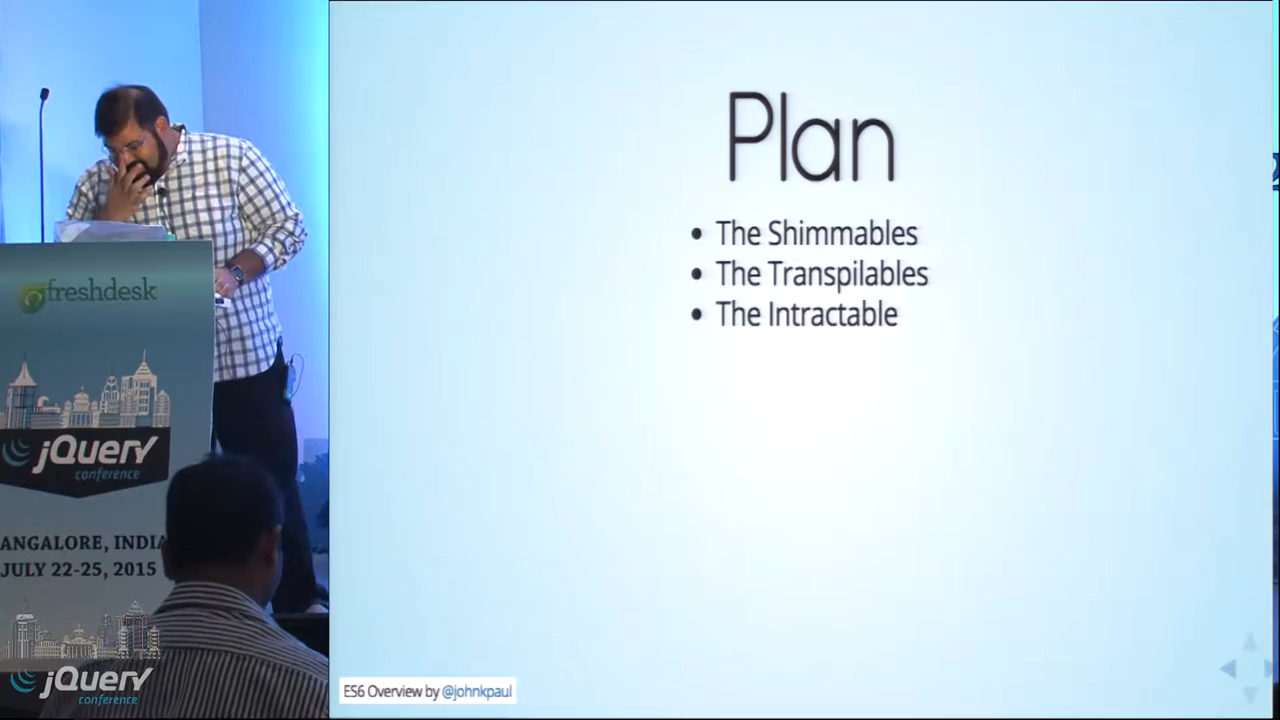 Plan
The Shimmables
The Transpilables
The Intractable
ES6 Overview by @johnkpaul
freshdesk
jQuery
conference
ANGALORE, INDIA
JULY 22-25, 2015
jQuery
conference